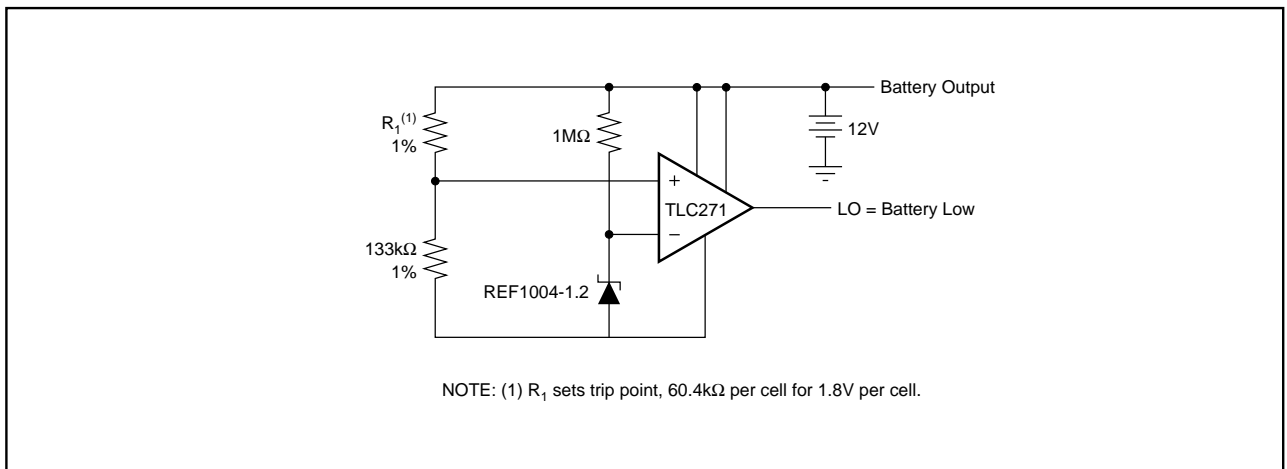 Battery Output
R1(1)
1%
1MΩ
12V
+
TLC271
−
LO = Battery Low
133kΩ
1%
REF1004-1.2
NOTE: (1) R1 sets trip point, 60.4kΩ per cell for 1.8V per cell.